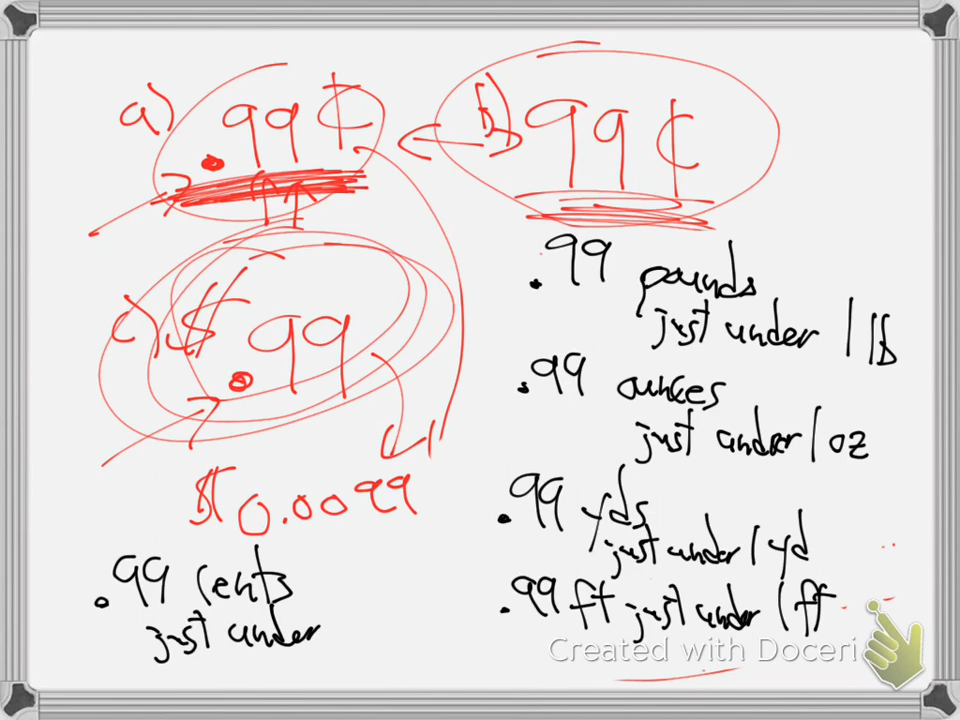 a) .99 ¢
b) 99 ¢
c) $ .99
$ 0.0099
.99 cents
just under
.99 pounds
just under 1 lb
.99 ounces
just under 1 oz
.99 yds
just under 1 yd
.99 ft just under 1 ft
Created with Doceri